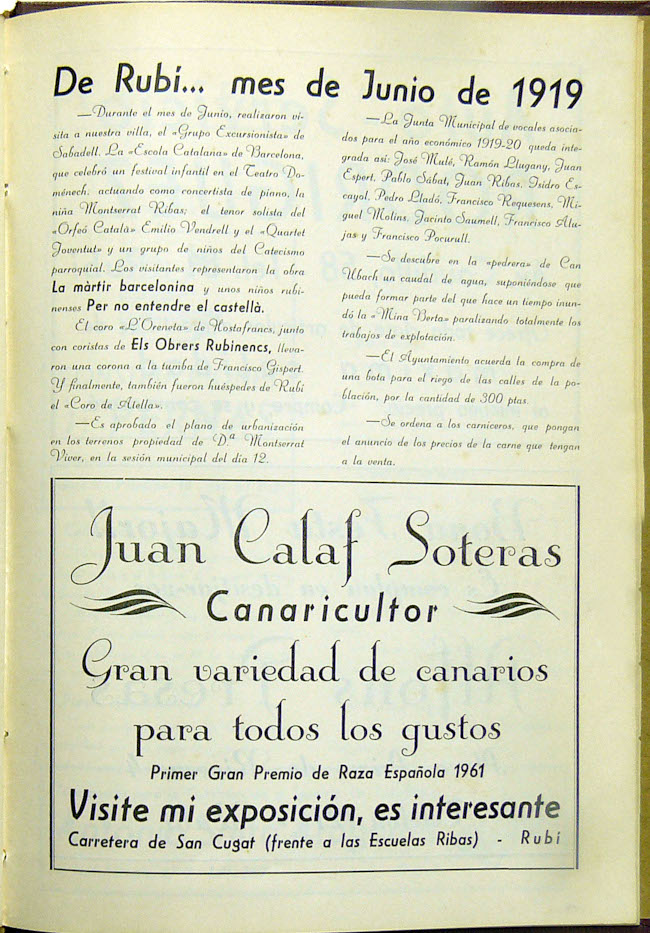 De Rubí... mes de Junio de 1919
—Durante el mes de Junio, realizaron vi-
sita a nuestra villa, el «Grupo Excursionista» de
Sabadell. La «Escola Catalana» de Barcelona,
que celebró un festival infantil en el Teatro Do-
ménech, actuando como concertista de piano, la
niña Montserrat Ribas; el tenor solista del
«Orfeó Català» Emilio Vendrell y el «Quartet
Joventut» y un grupo de niños del Catecismo
parroquial. Los visitantes representaron la obra
La màrtir barcelonina y unos niños rubi-
nenses Per no entendre el castellà.
El coro «L'Oreneta» de Hostafrancs, junto
con coristas de Els Obrers Rubinencs, lleva-
ron una corona a la tumba de Francisco Gispert.
Y finalmente, también fueron huéspedes de Rubí
el «Coro de Alella».
—Es aprobado el plano de urbanización
en los terrenos propiedad de D.ª Montserrat
Viver, en la sesión municipal del día 12.
—La Junta Municipal de vocales asocia-
dos para el año económico 1919-20 queda inte-
grada así: José Mulé, Ramón Llugany, Juan
Espert, Pablo Sábat, Juan Ribas, Isidro Es-
cayol, Pedro Lladó, Francisco Requesens, Mi-
guel Molins, Jacinto Saumell, Francisco Alu-
jas y Francisco Pocurull.
—Se descubre en la «pedrera» de Can
Ubach un caudal de agua, suponiéndose que
pueda formar parte del que hace un tiempo inun-
dó la «Mina Berta» paralizando totalmente los
trabajos de explotación.
—El Ayuntamiento acuerda la compra de
una bota para el riego de las calles de la po-
blación, por la cantidad de 300 ptas.
—Se ordena a los carniceros, que pongan
el anuncio de los precios de la carne que tengan
a la venta.
Juan Calaf Soteras
Canaricultor
Gran variedad de canarios
para todos los gustos
Primer Gran Premio de Raza Española 1961
Visite mi exposición, es interesante
Carretera de San Cugat (frente a las Escuelas Ribas) - Rubí